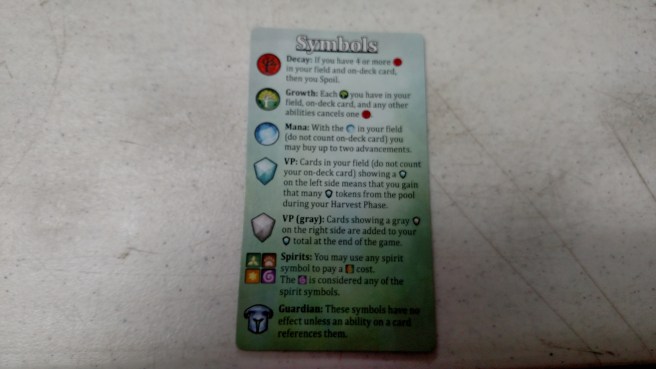 Symbols
Decay: If you have 4 or more
in your field and on-deck card,
then you Spoil.
Growth: Each you have in your
field, on-deck card, and any other
abilities cancels one .
Mana: With the in your field
(do not count on-deck card) you
may buy up to two advancements.
VP: Cards in your field (do not count
your on-deck card) showing a
on the left side means that you gain
that many tokens from the pool
during your Harvest Phase.
VP (gray): Cards showing a gray
on the right side are added to your
total at the end of the game.
Spirits: You may use any spirit
symbol to pay a cost.
The is considered any of the
spirit symbols.
Guardian: These symbols have no
effect unless an ability on a card
references them.